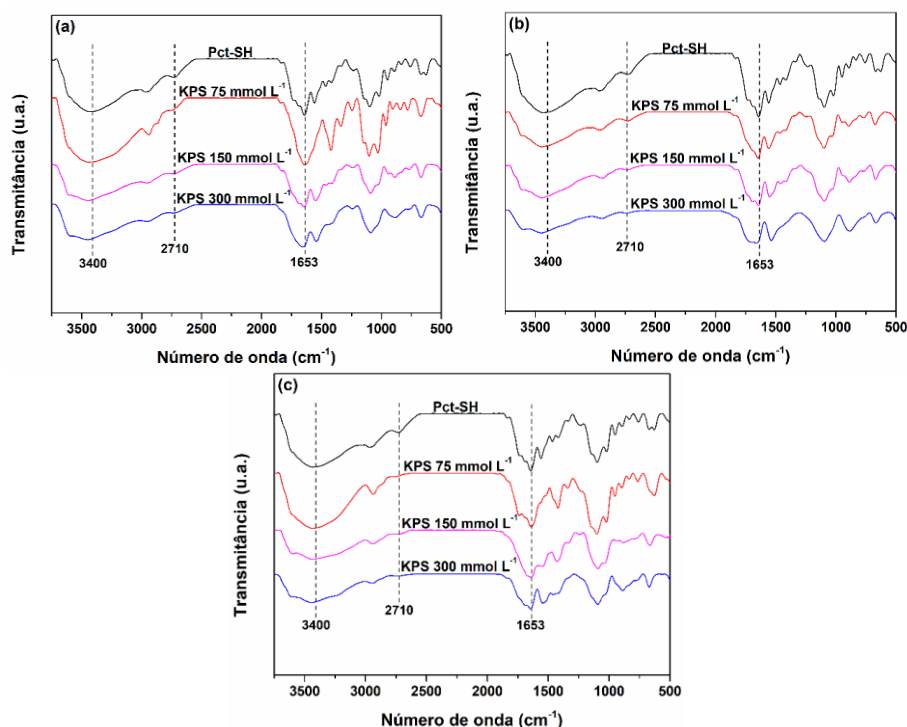 (a)
Pct-SH
KPS 75 mmol L⁻¹
KPS 150 mmol L⁻¹
KPS 300 mmol L⁻¹
3400
2710
1653
Transmitância (u.a.)
3500 3000 2500 2000 1500 1000 500
Número de onda (cm⁻¹)
(b)
Pct-SH
KPS 75 mmol L⁻¹
KPS 150 mmol L⁻¹
KPS 300 mmol L⁻¹
3400
2710
1653
Transmitância (u.a.)
3500 3000 2500 2000 1500 1000 500
Número de onda (cm⁻¹)
(c)
Pct-SH
KPS 75 mmol L⁻¹
KPS 150 mmol L⁻¹
KPS 300 mmol L⁻¹
3400
2710
1653
Transmitância (u.a.)
3500 3000 2500 2000 1500 1000 500
Número de onda (cm⁻¹)